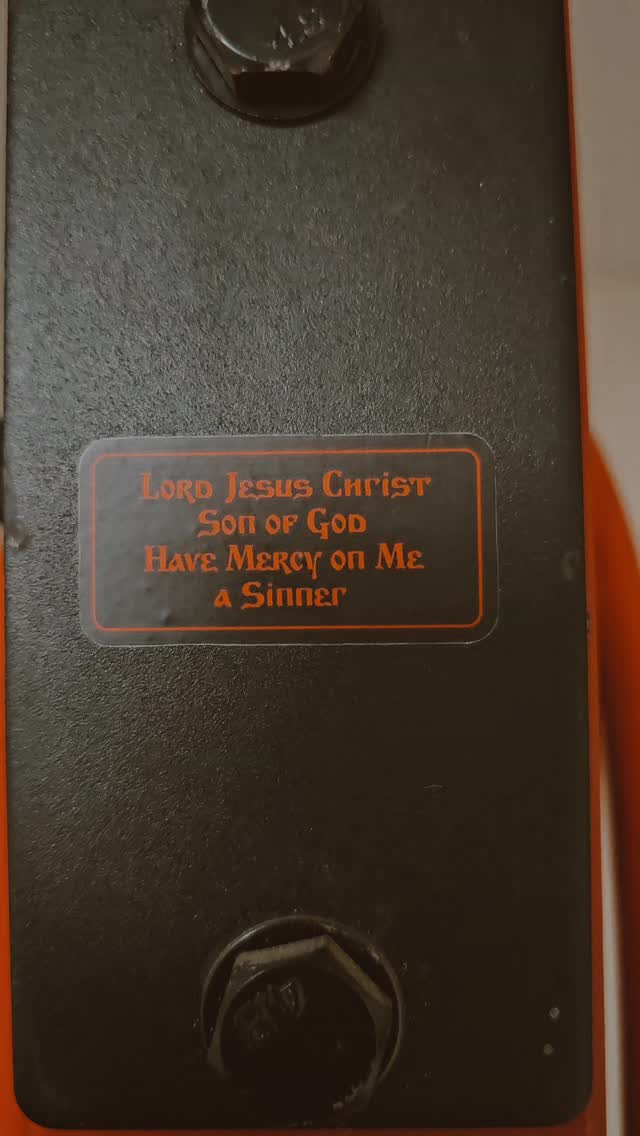 Lord Jesus Christ
Son of God
Have Mercy on Me
a Sinner